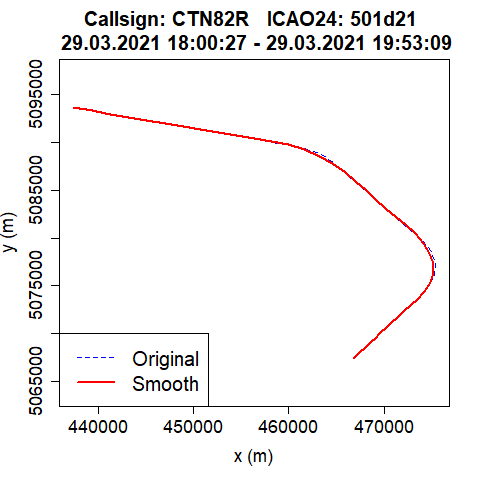 Callsign: CTN82R   ICAO24: 501d21
29.03.2021 18:00:27 - 29.03.2021 19:53:09
5095000
5085000
5075000
5065000
y (m)
Original
Smooth
440000 450000 460000 470000
x (m)